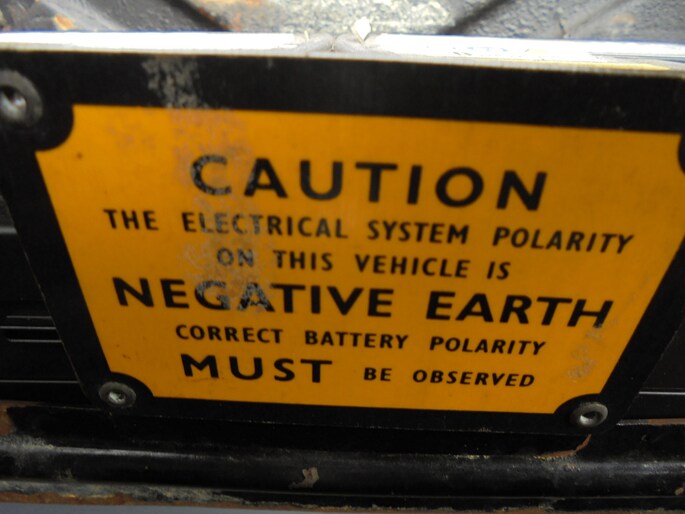 CAUTION
THE ELECTRICAL SYSTEM POLARITY
ON THIS VEHICLE IS
NEGATIVE EARTH
CORRECT BATTERY POLARITY
MUST BE OBSERVED